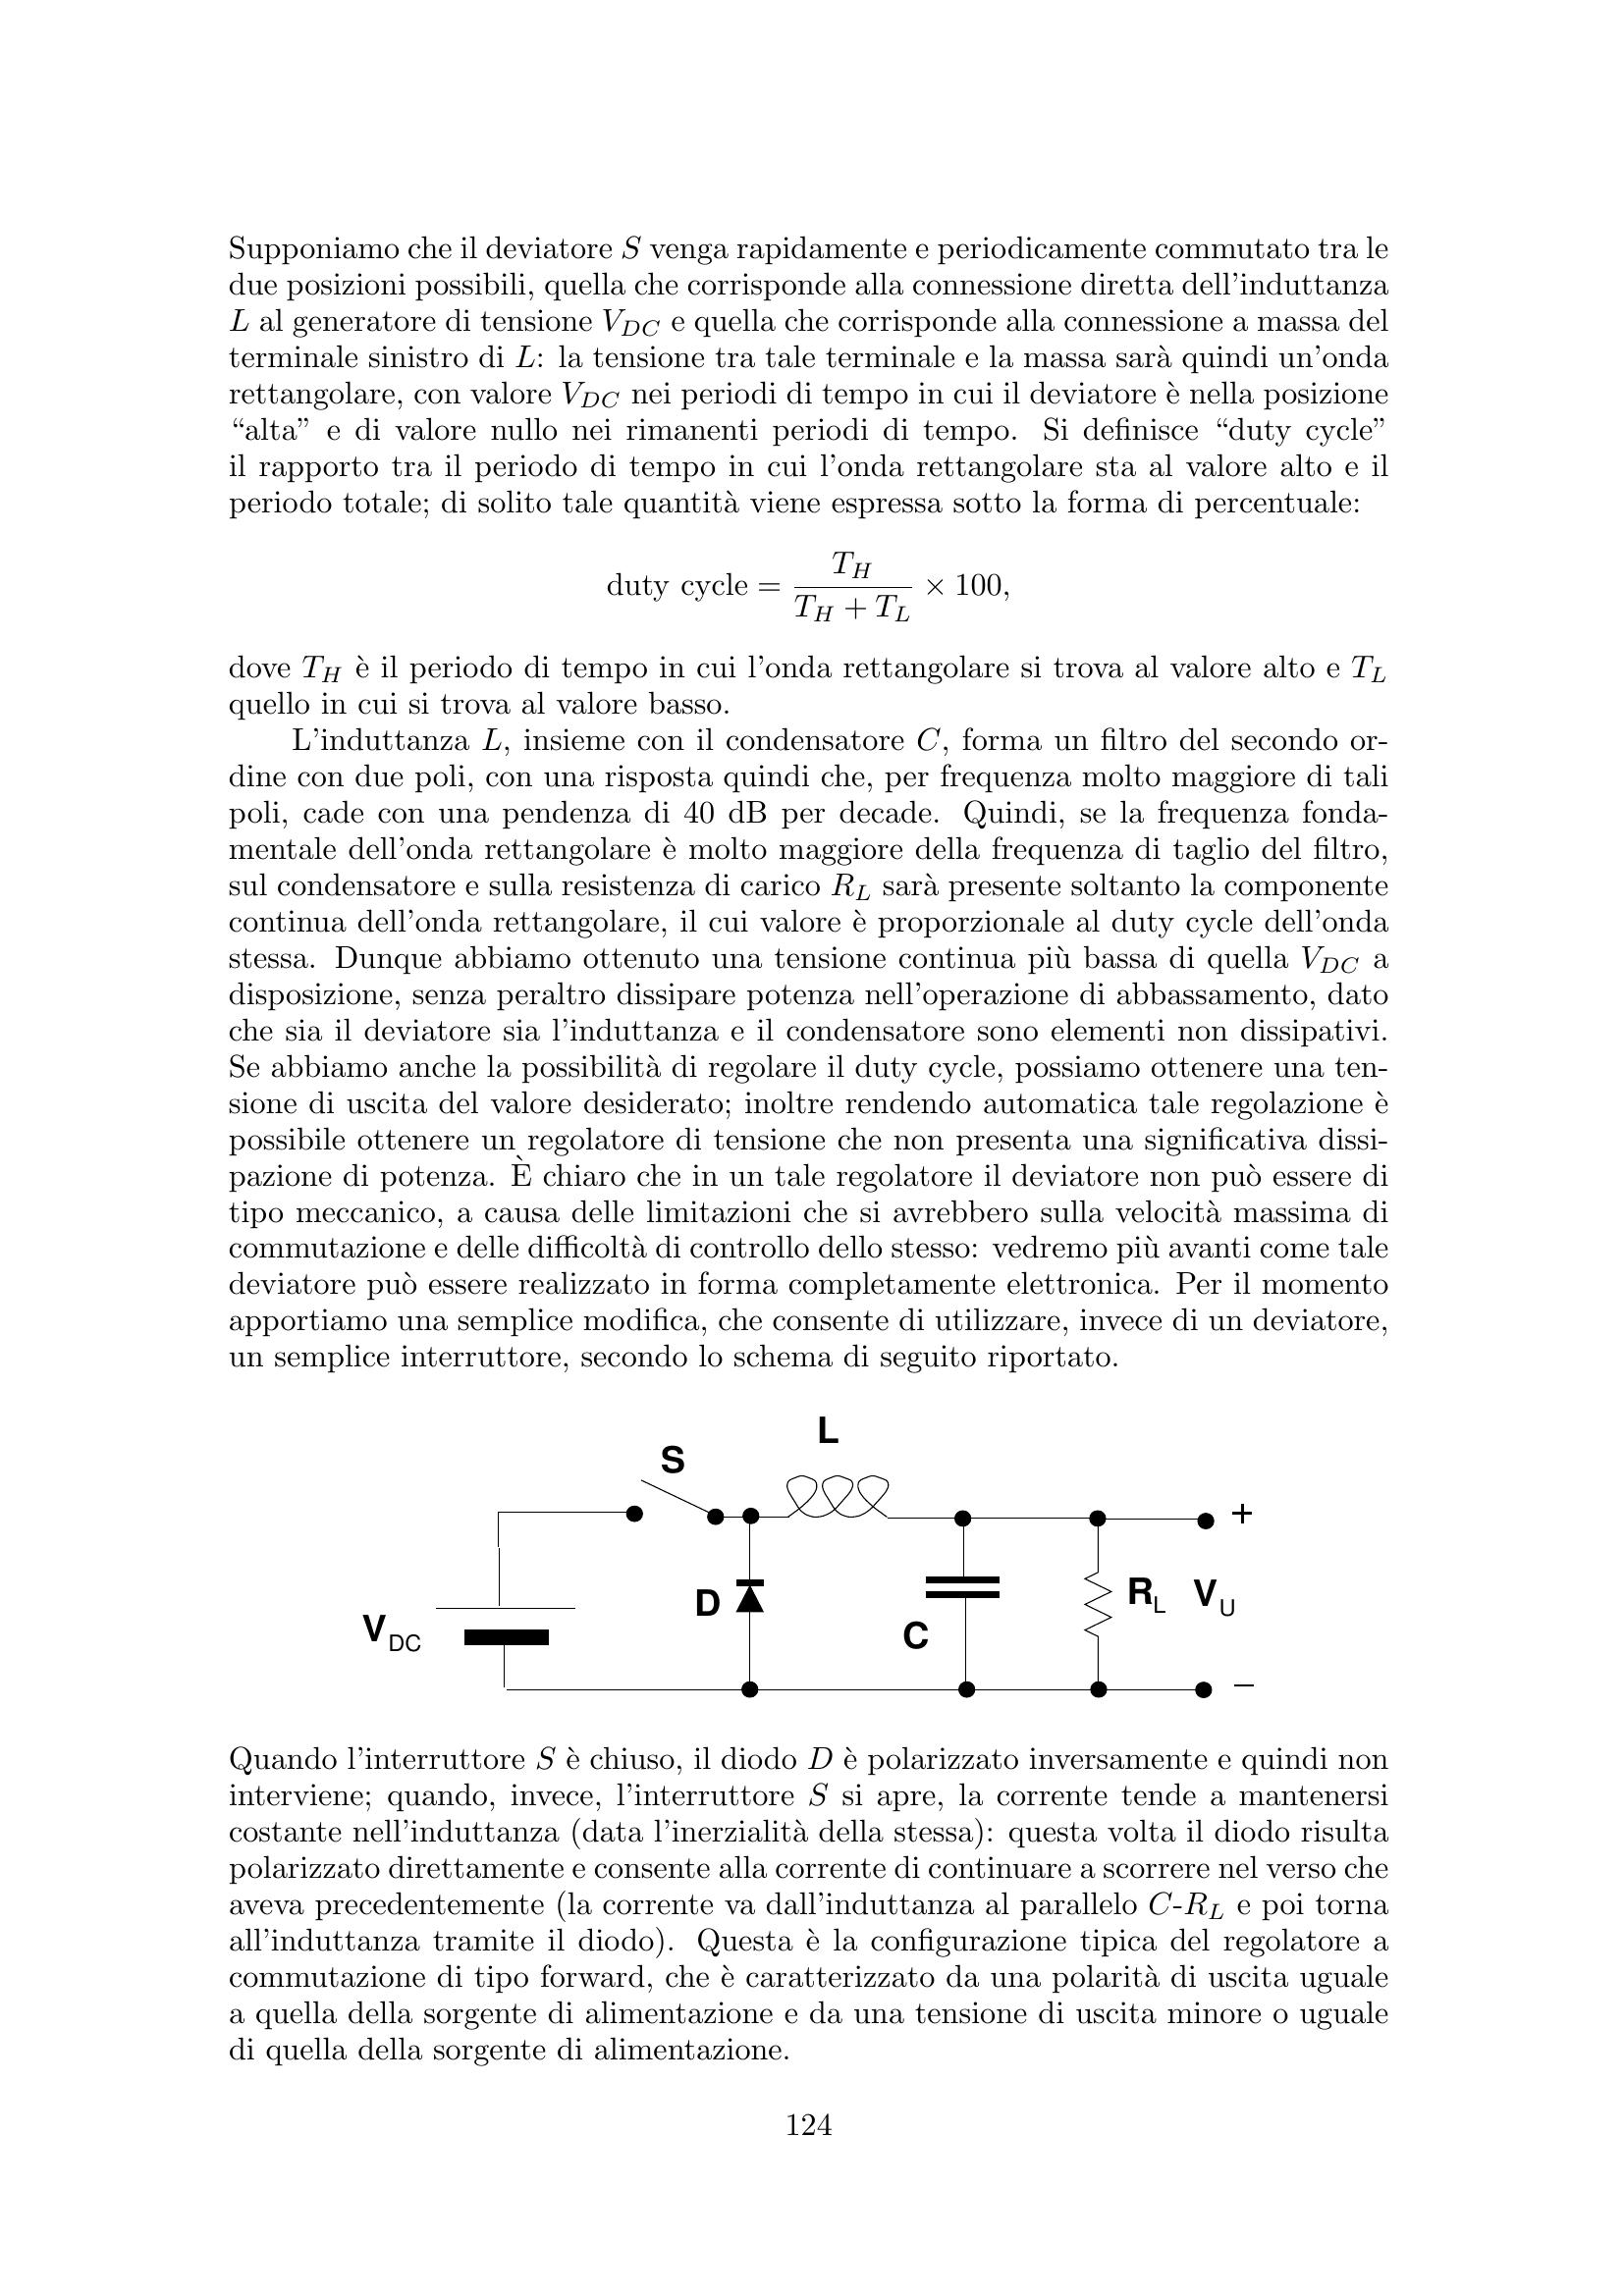 Supponiamo che il deviatore S venga rapidamente e periodicamente commutato tra le
due posizioni possibili, quella che corrisponde alla connessione diretta dell'induttanza
L al generatore di tensione V_DC e quella che corrisponde alla connessione a massa del
terminale sinistro di L: la tensione tra tale terminale e la massa sarà quindi un'onda
rettangolare, con valore V_DC nei periodi di tempo in cui il deviatore è nella posizione
“alta” e di valore nullo nei rimanenti periodi di tempo. Si definisce “duty cycle”
il rapporto tra il periodo di tempo in cui l'onda rettangolare sta al valore alto e il
periodo totale; di solito tale quantità viene espressa sotto la forma di percentuale:
duty cycle = T_H / (T_H + T_L) × 100,
dove T_H è il periodo di tempo in cui l'onda rettangolare si trova al valore alto e T_L
quello in cui si trova al valore basso.
L'induttanza L, insieme con il condensatore C, forma un filtro del secondo or-
dine con due poli, con una risposta quindi che, per frequenza molto maggiore di tali
poli, cade con una pendenza di 40 dB per decade. Quindi, se la frequenza fonda-
mentale dell'onda rettangolare è molto maggiore della frequenza di taglio del filtro,
sul condensatore e sulla resistenza di carico R_L sarà presente soltanto la componente
continua dell'onda rettangolare, il cui valore è proporzionale al duty cycle dell'onda
stessa. Dunque abbiamo ottenuto una tensione continua più bassa di quella V_DC a
disposizione, senza peraltro dissipare potenza nell'operazione di abbassamento, dato
che sia il deviatore sia l'induttanza e il condensatore sono elementi non dissipativi.
Se abbiamo anche la possibilità di regolare il duty cycle, possiamo ottenere una ten-
sione di uscita del valore desiderato; inoltre rendendo automatica tale regolazione è
possibile ottenere un regolatore di tensione che non presenta una significativa dissi-
pazione di potenza. È chiaro che in un tale regolatore il deviatore non può essere di
tipo meccanico, a causa delle limitazioni che si avrebbero sulla velocità massima di
commutazione e delle difficoltà di controllo dello stesso: vedremo più avanti come tale
deviatore può essere realizzato in forma completamente elettronica. Per il momento
apportiamo una semplice modifica, che consente di utilizzare, invece di un deviatore,
un semplice interruttore, secondo lo schema di seguito riportato.
L
S
+
D
R_L
V_U
V_DC
C
−
Quando l'interruttore S è chiuso, il diodo D è polarizzato inversamente e quindi non
interviene; quando, invece, l'interruttore S si apre, la corrente tende a mantenersi
costante nell'induttanza (data l'inerzialità della stessa): questa volta il diodo risulta
polarizzato direttamente e consente alla corrente di continuare a scorrere nel verso che
aveva precedentemente (la corrente va dall'induttanza al parallelo C-R_L e poi torna
all'induttanza tramite il diodo). Questa è la configurazione tipica del regolatore a
commutazione di tipo forward, che è caratterizzato da una polarità di uscita uguale
a quella della sorgente di alimentazione e da una tensione di uscita minore o uguale
di quella della sorgente di alimentazione.
124